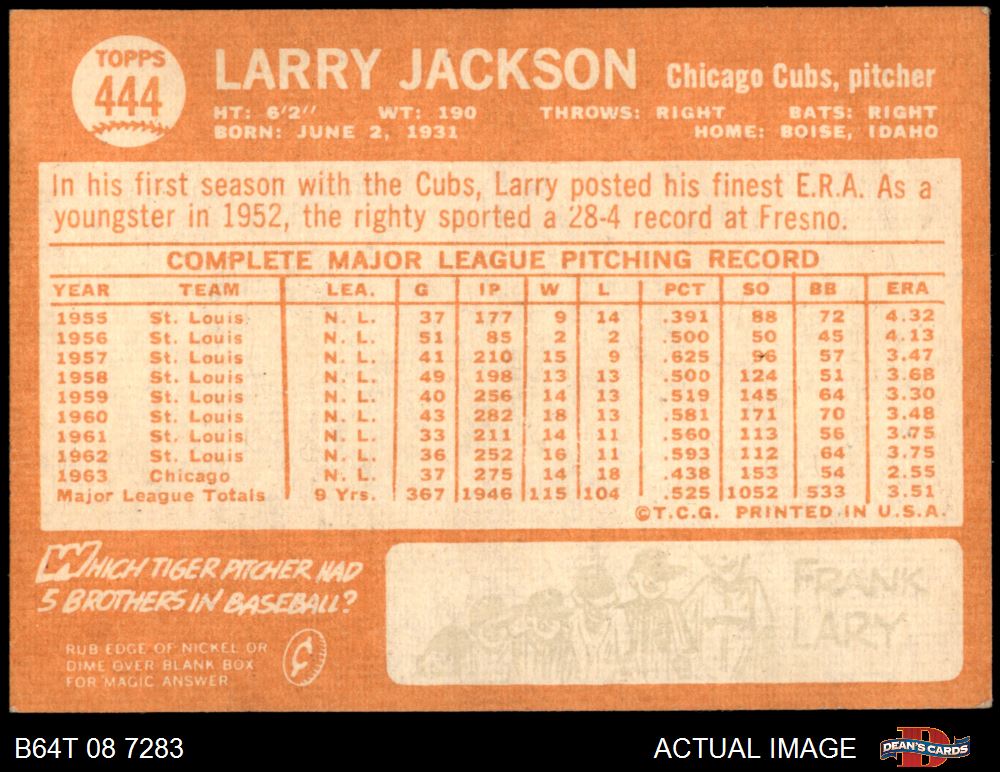 TOPPS
444
LARRY JACKSON Chicago Cubs, pitcher
HT: 6'2" WT: 190 THROWS: RIGHT BATS: RIGHT
BORN: JUNE 2, 1931 HOME: BOISE, IDAHO
In his first season with the Cubs, Larry posted his finest E.R.A. As a
youngster in 1952, the righty sported a 28-4 record at Fresno.
COMPLETE MAJOR LEAGUE PITCHING RECORD
YEAR TEAM LEA. G IP W L PCT SO BB ERA
1955 St. Louis N. L. 37 177 9 14 .391 88 72 4.32
1956 St. Louis N. L. 51 85 2 2 .500 50 45 4.13
1957 St. Louis N. L. 41 210 15 9 .625 96 57 3.47
1958 St. Louis N. L. 49 198 13 13 .500 124 51 3.68
1959 St. Louis N. L. 40 256 14 13 .519 145 64 3.30
1960 St. Louis N. L. 43 282 18 13 .581 171 70 3.48
1961 St. Louis N. L. 33 211 14 11 .560 113 56 3.75
1962 St. Louis N. L. 36 252 16 11 .593 112 64 3.75
1963 Chicago N. L. 37 275 14 18 .438 153 54 2.55
Major League Totals 9 Yrs. 367 1946 115 104 .525 1052 533 3.51
©T.C.G. PRINTED IN U.S.A.
WHICH TIGER PITCHER HAD
5 BROTHERS IN BASEBALL?
RUB EDGE OF NICKEL OR
DIME OVER BLANK BOX
FOR MAGIC ANSWER
FRANK
LARY
B64T 08 7283 ACTUAL IMAGE DEAN'S CARDS